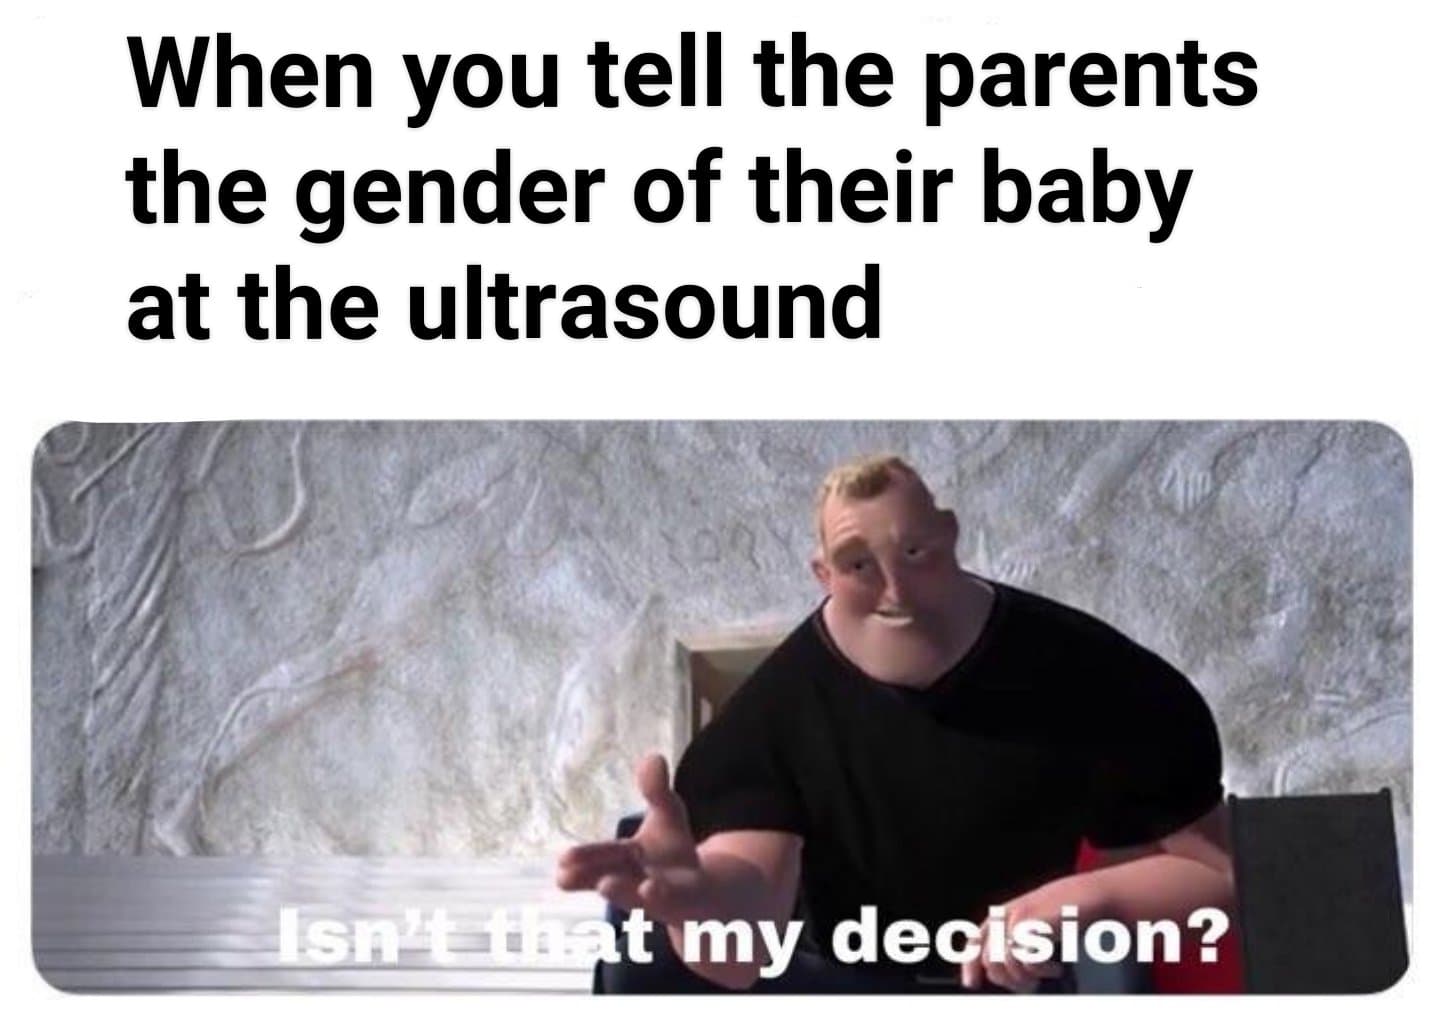 When you tell the parents
the gender of their baby
at the ultrasound
Isn't that my decision?